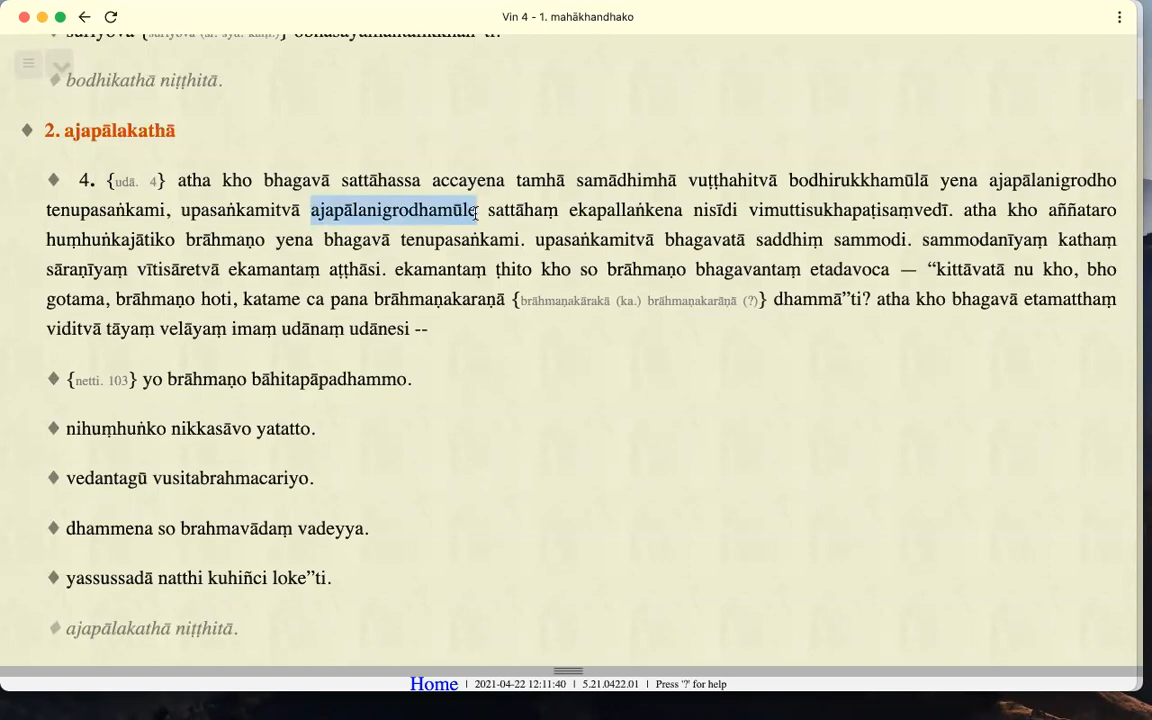 Vin 4 - 1. mahākhandhako
bodhikathā niṭṭhitā.
2. ajapālakathā
4. {udā. 4} atha kho bhagavā sattāhassa accayena tamhā samādhimhā vuṭṭhahitvā bodhirukkhamūlā yena ajapālanigrodho
tenupasaṅkami, upasaṅkamitvā ajapālanigrodhamūle sattāhaṃ ekapallaṅkena nisīdi vimuttisukhapaṭisaṃvedī. atha kho aññataro
huṃhuṅkajātiko brāhmaṇo yena bhagavā tenupasaṅkami. upasaṅkamitvā bhagavatā saddhiṃ sammodi. sammodanīyaṃ kathaṃ
sāraṇīyaṃ vītisāretvā ekamantaṃ aṭṭhāsi. ekamantaṃ ṭhito kho so brāhmaṇo bhagavantaṃ etadavoca — “kittāvatā nu kho, bho
gotama, brāhmaṇo hoti, katame ca pana brāhmaṇakaraṇā {brāhmaṇakārakā (ka.) brāhmaṇakarāṇā (?)} dhammā”ti? atha kho bhagavā etamatthaṃ
viditvā tāyaṃ velāyaṃ imaṃ udānaṃ udānesi --
{netti. 103} yo brāhmaṇo bāhitapāpadhammo.
nihuṃhuṅko nikkasāvo yatatto.
vedantagū vusitabrahmacariyo.
dhammena so brahmavādaṃ vadeyya.
yassussadā natthi kuhiñci loke”ti.
ajapālakathā niṭṭhitā.
Home | 2021-04-22 12:11:40 | 5.21.0422.01 | Press '?' for help